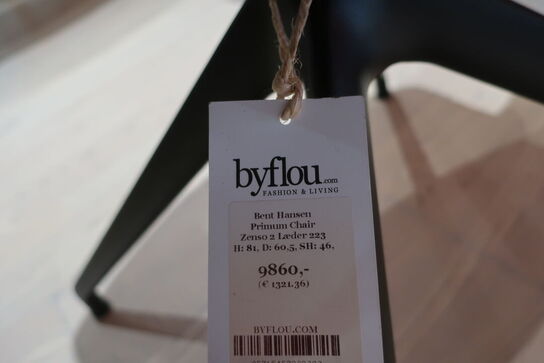 byflou.com
FASHION & LIVING
Bent Hansen
Primum Chair
Zenso 2 Læder 223
H: 81, D: 60,5, SH: 46,
9860,-
(€ 1321.36)
BYFLOU.COM